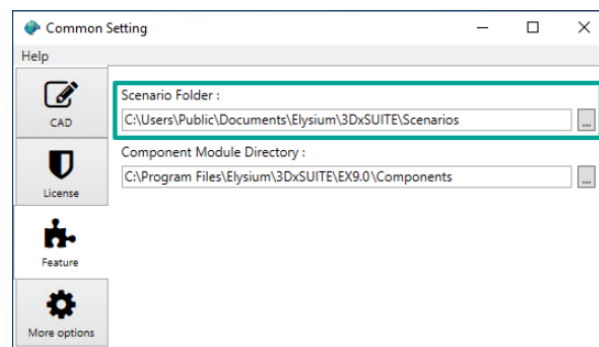 Common Setting
Help
CAD
License
Feature
More options
Scenario Folder :
C:\Users\Public\Documents\Elysium\3DxSUITE\Scenarios
...
Component Module Directory :
C:\Program Files\Elysium\3DxSUITE\EX9.0\Components
...